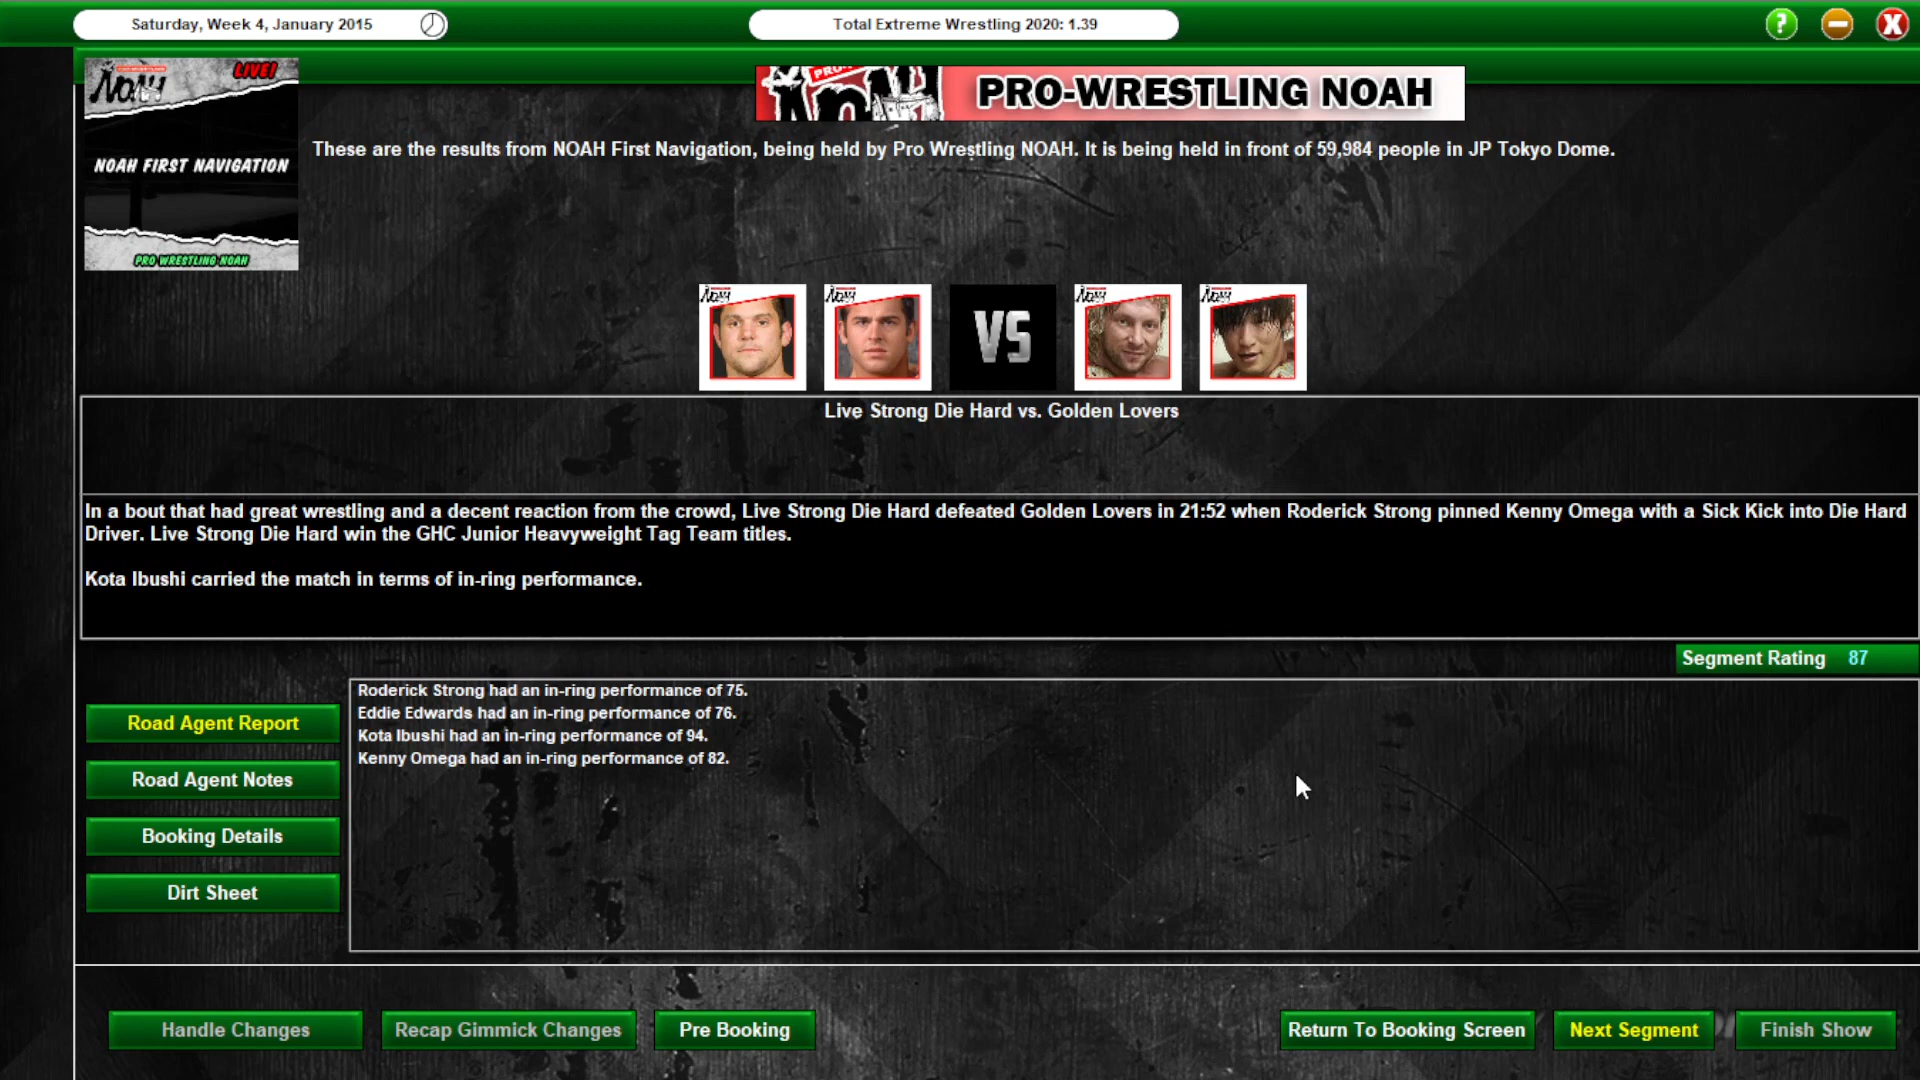 Saturday, Week 4, January 2015
Total Extreme Wrestling 2020: 1.39
NOAH
LIVE!
NOAH FIRST NAVIGATION
PRO WRESTLING NOAH
NOAH
PRO-WRESTLING NOAH
These are the results from NOAH First Navigation, being held by Pro Wrestling NOAH. It is being held in front of 59,984 people in JP Tokyo Dome.
NOAH
NOAH
VS
NOAH
NOAH
Live Strong Die Hard vs. Golden Lovers
In a bout that had great wrestling and a decent reaction from the crowd, Live Strong Die Hard defeated Golden Lovers in 21:52 when Roderick Strong pinned Kenny Omega with a Sick Kick into Die Hard
Driver. Live Strong Die Hard win the GHC Junior Heavyweight Tag Team titles.
Kota Ibushi carried the match in terms of in-ring performance.
Segment Rating 87
Road Agent Report
Road Agent Notes
Booking Details
Dirt Sheet
Roderick Strong had an in-ring performance of 75.
Eddie Edwards had an in-ring performance of 76.
Kota Ibushi had an in-ring performance of 94.
Kenny Omega had an in-ring performance of 82.
Handle Changes
Recap Gimmick Changes
Pre Booking
Return To Booking Screen
Next Segment
Finish Show